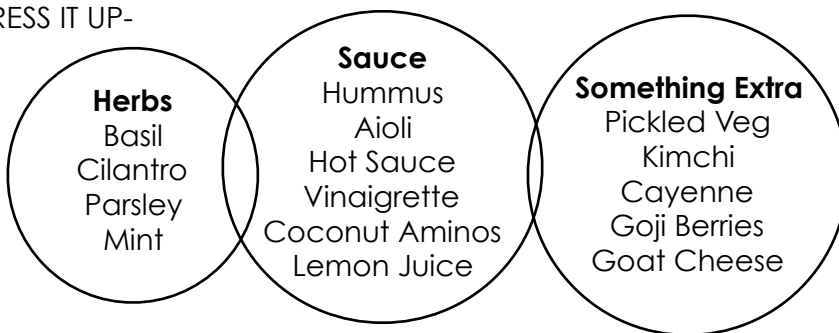 RESS IT UP-
Herbs
Basil
Cilantro
Parsley
Mint
Sauce
Hummus
Aioli
Hot Sauce
Vinaigrette
Coconut Aminos
Lemon Juice
Something Extra
Pickled Veg
Kimchi
Cayenne
Goji Berries
Goat Cheese